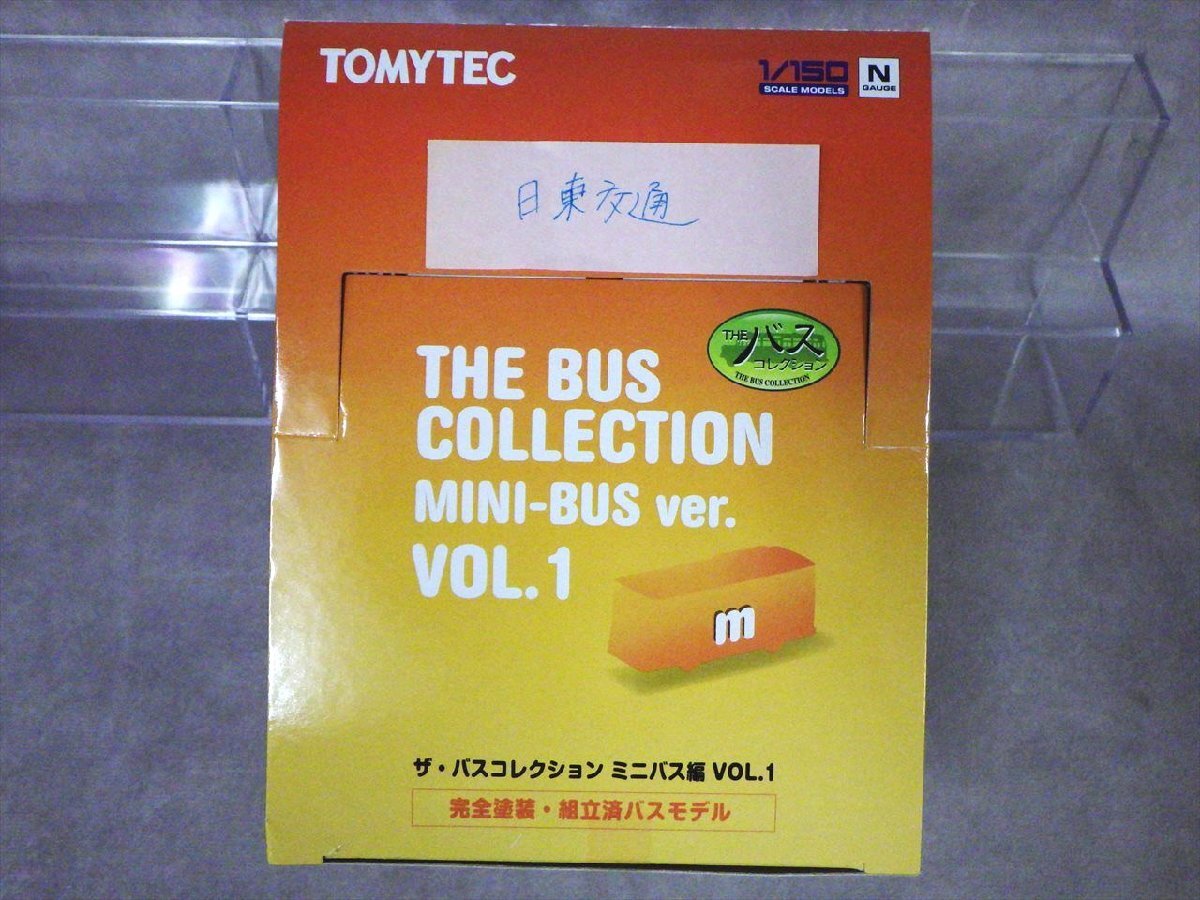 TOMYTEC
1/150
SCALE MODELS
N
GAUGE
日東交通
THE バス
コレクション
THE BUS COLLECTION
THE BUS
COLLECTION
MINI-BUS ver.
VOL.1
m
ザ・バスコレクション ミニバス編 VOL.1
完全塗装・組立済バスモデル